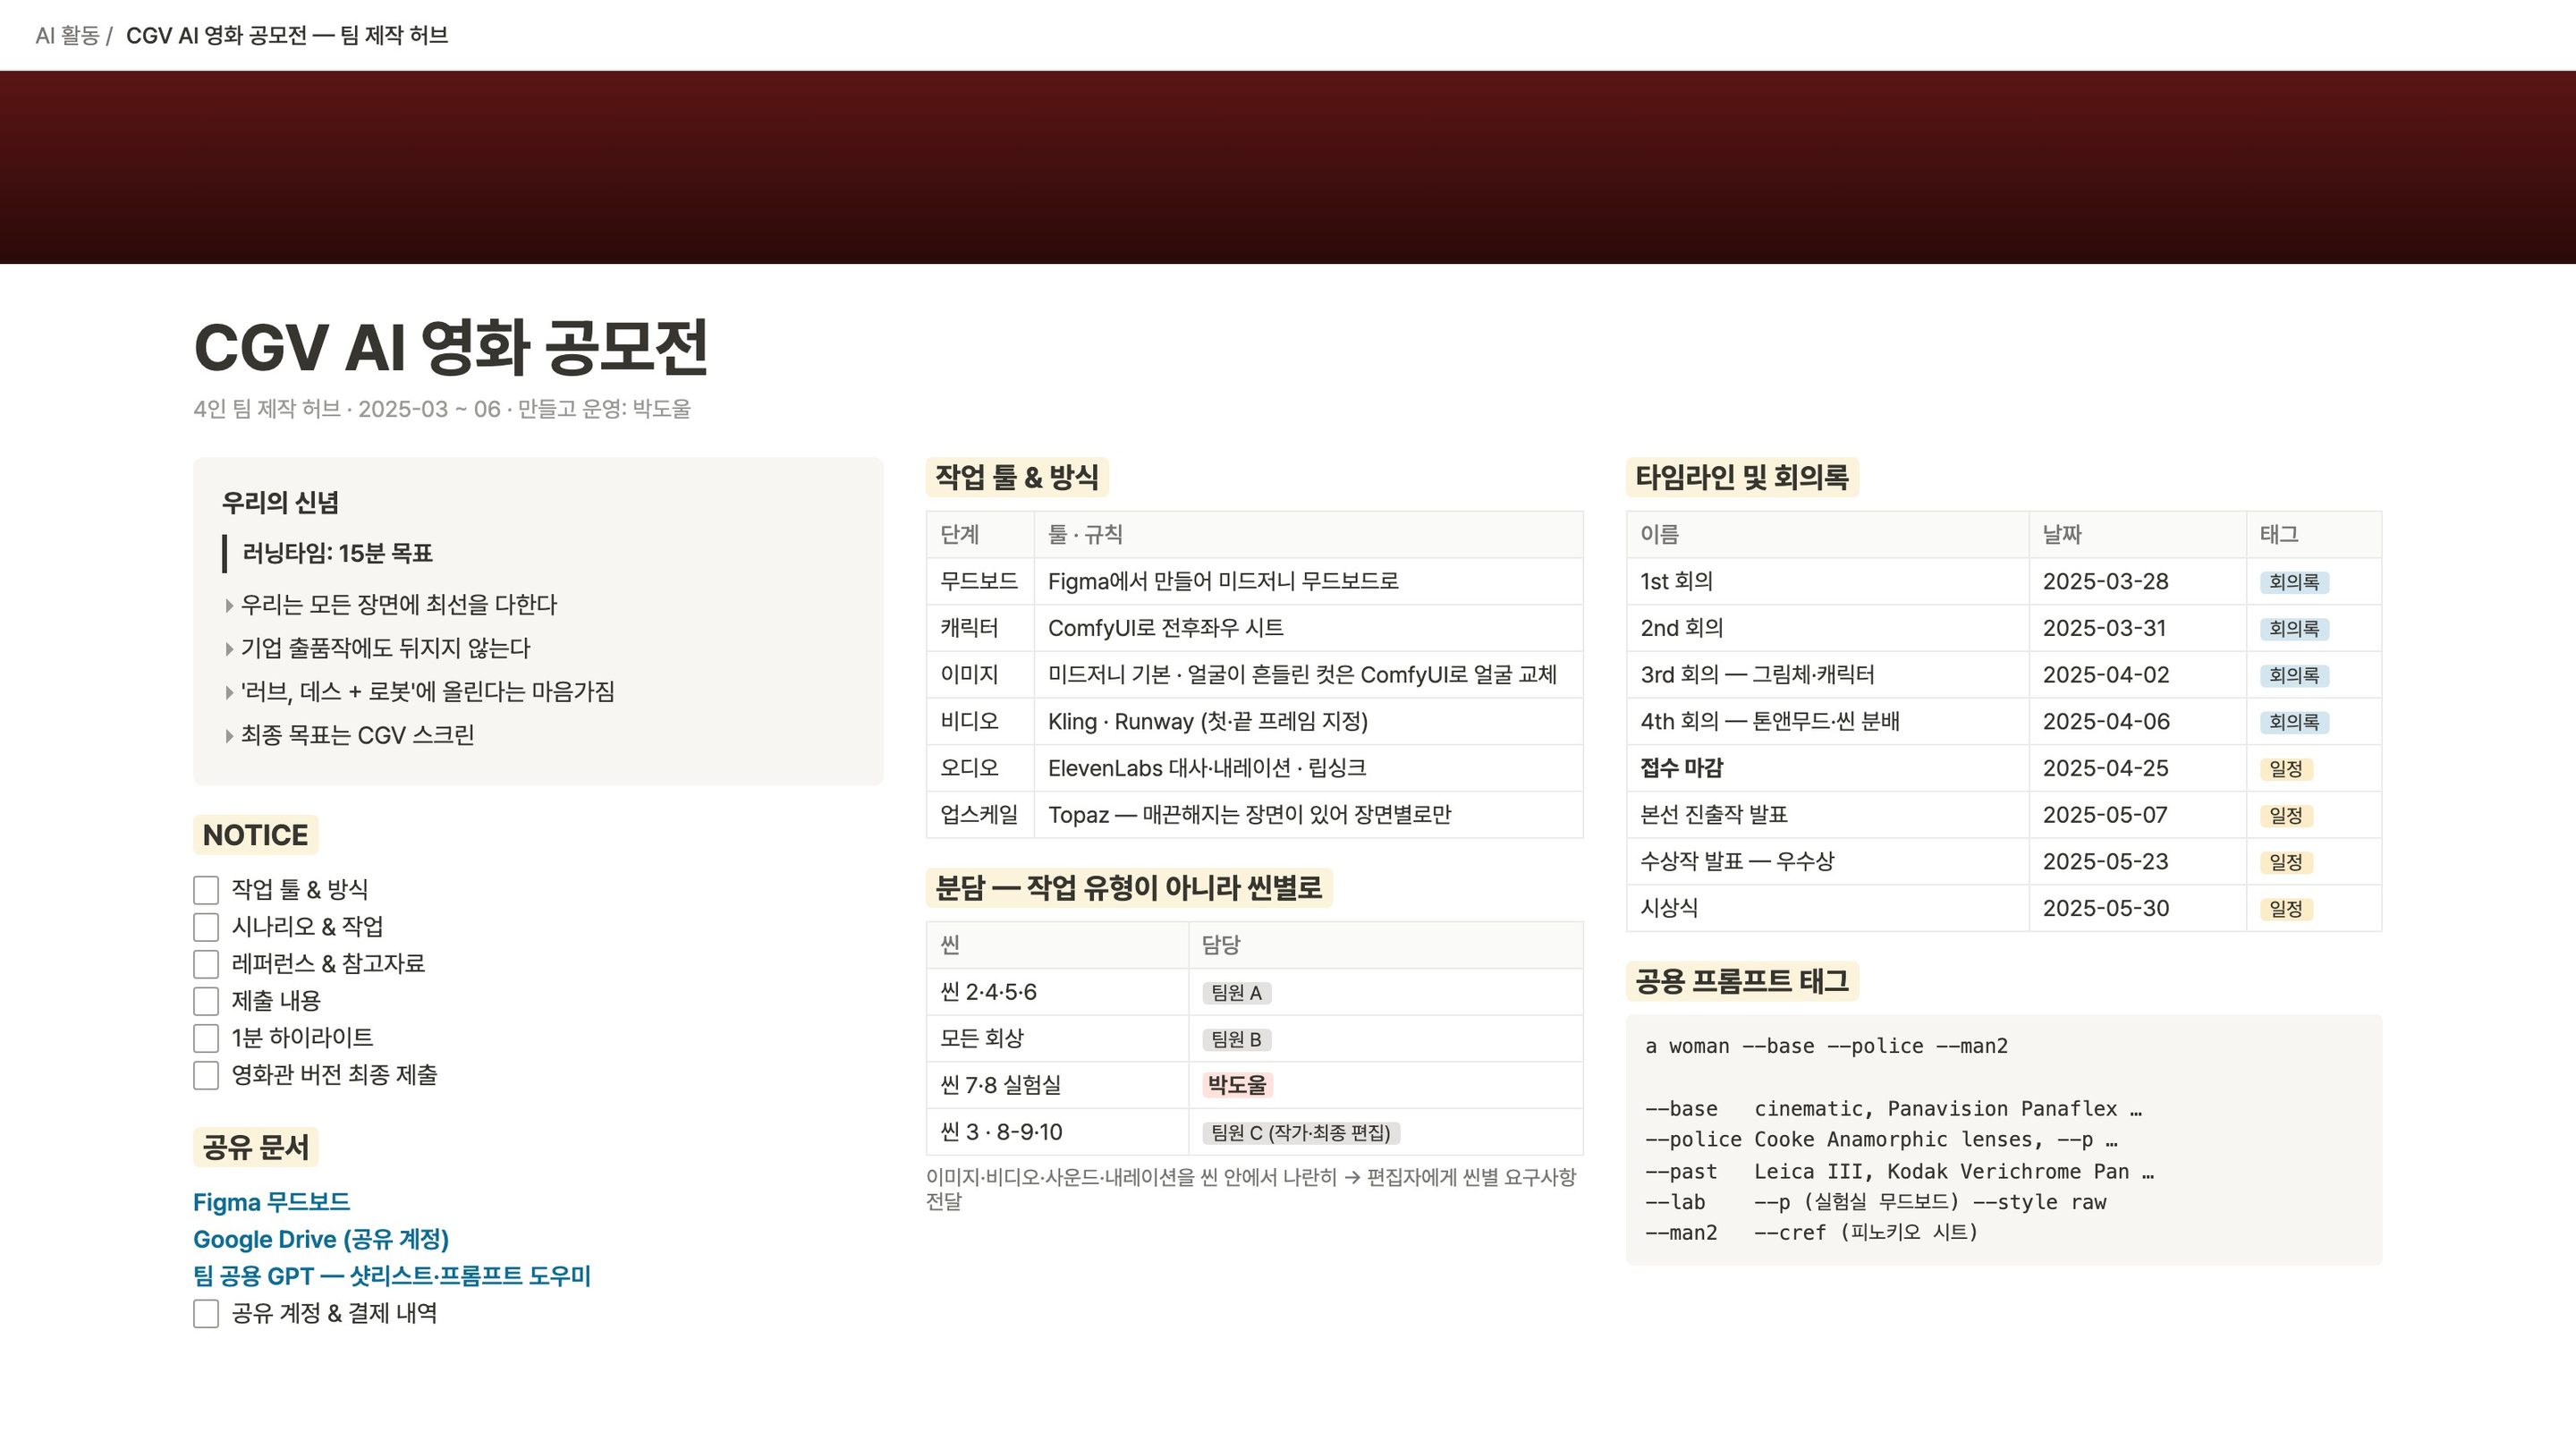 AI 활동 / CGV AI 영화 공모전 — 팀 제작 허브
CGV AI 영화 공모전
4인 팀 제작 허브 · 2025-03 ~ 06 · 만들고 운영: 박도울
우리의 신념
러닝타임: 15분 목표
우리는 모든 장면에 최선을 다한다
기업 출품작에도 뒤지지 않는다
'러브, 데스 + 로봇'에 올린다는 마음가짐
최종 목표는 CGV 스크린
NOTICE
작업 툴 & 방식
시나리오 & 작업
레퍼런스 & 참고자료
제출 내용
1분 하이라이트
영화관 버전 최종 제출
공유 문서
Figma 무드보드
Google Drive (공유 계정)
팀 공용 GPT — 샷리스트·프롬프트 도우미
공유 계정 & 결제 내역
작업 툴 & 방식
단계 툴 · 규칙
무드보드 Figma에서 만들어 미드저니 무드보드로
캐릭터 ComfyUI로 전후좌우 시트
이미지 미드저니 기본 · 얼굴이 흔들린 컷은 ComfyUI로 얼굴 교체
비디오 Kling · Runway (첫·끝 프레임 지정)
오디오 ElevenLabs 대사·내레이션 · 립싱크
업스케일 Topaz — 매끈해지는 장면이 있어 장면별로만
분담 — 작업 유형이 아니라 씬별로
씬 담당
씬 2·4·5·6 팀원 A
모든 회상 팀원 B
씬 7·8 실험실 박도울
씬 3 · 8-9·10 팀원 C (작가·최종 편집)
이미지·비디오·사운드·내레이션을 씬 안에서 나란히 → 편집자에게 씬별 요구사항
전달
타임라인 및 회의록
이름 날짜 태그
1st 회의 2025-03-28 회의록
2nd 회의 2025-03-31 회의록
3rd 회의 — 그림체·캐릭터 2025-04-02 회의록
4th 회의 — 톤앤무드·씬 분배 2025-04-06 회의록
접수 마감 2025-04-25 일정
본선 진출작 발표 2025-05-07 일정
수상작 발표 — 우수상 2025-05-23 일정
시상식 2025-05-30 일정
공용 프롬프트 태그
a woman --base --police --man2
--base cinematic, Panavision Panaflex …
--police Cooke Anamorphic lenses, --p …
--past Leica III, Kodak Verichrome Pan …
--lab --p (실험실 무드보드) --style raw
--man2 --cref (피노키오 시트)